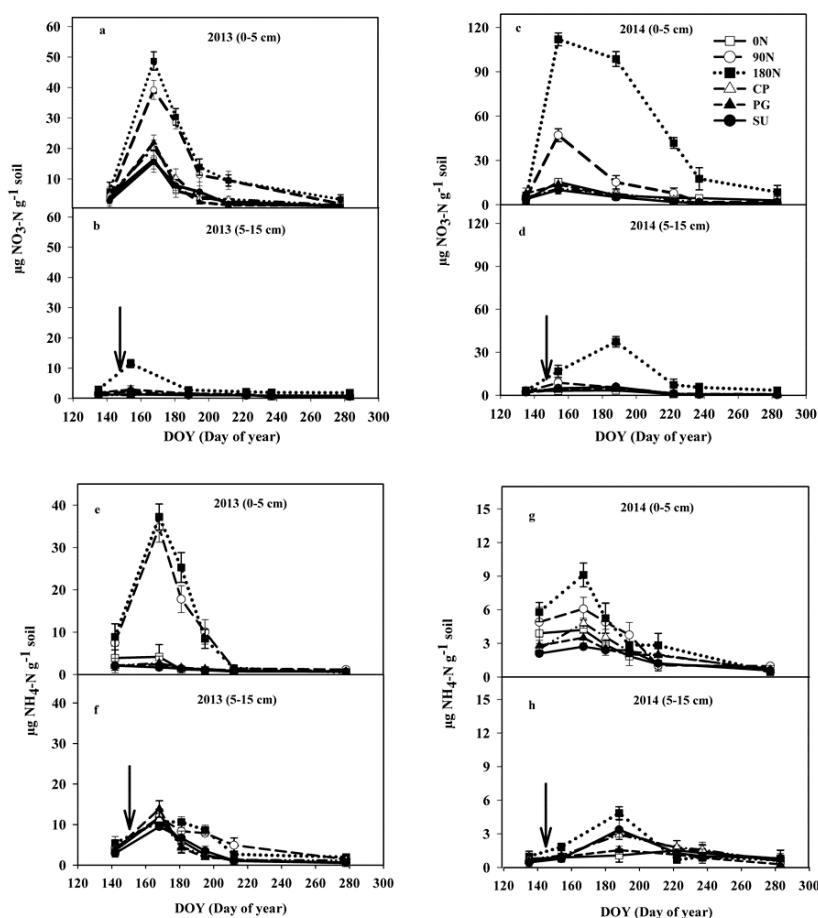 a
2013 (0-5 cm)
60
50
40
30
20
10
b
2013 (5-15 cm)
60
50
40
30
20
10
0
120 140 160 180 200 220 240 260 280 300
DOY (Day of year)
µg NO3-N g-1 soil
c
2014 (0-5 cm)
120
90
60
30
0
0N
90N
180N
CP
PG
SU
d
2014 (5-15 cm)
120
90
60
30
0
120 140 160 180 200 220 240 260 280 300
DOY (Day of year)
µg NO3-N g-1 soil
e
2013 (0-5 cm)
40
30
20
10
0
f
2013 (5-15 cm)
40
30
20
10
0
120 140 160 180 200 220 240 260 280 300
DOY (Day of year)
µg NH4-N g-1 soil
g
2014 (0-5 cm)
15
12
9
6
3
0
h
2014 (5-15 cm)
15
12
9
6
3
0
120 140 160 180 200 220 240 260 280 300
DOY (Day of year)
µg NH4-N g-1 soil